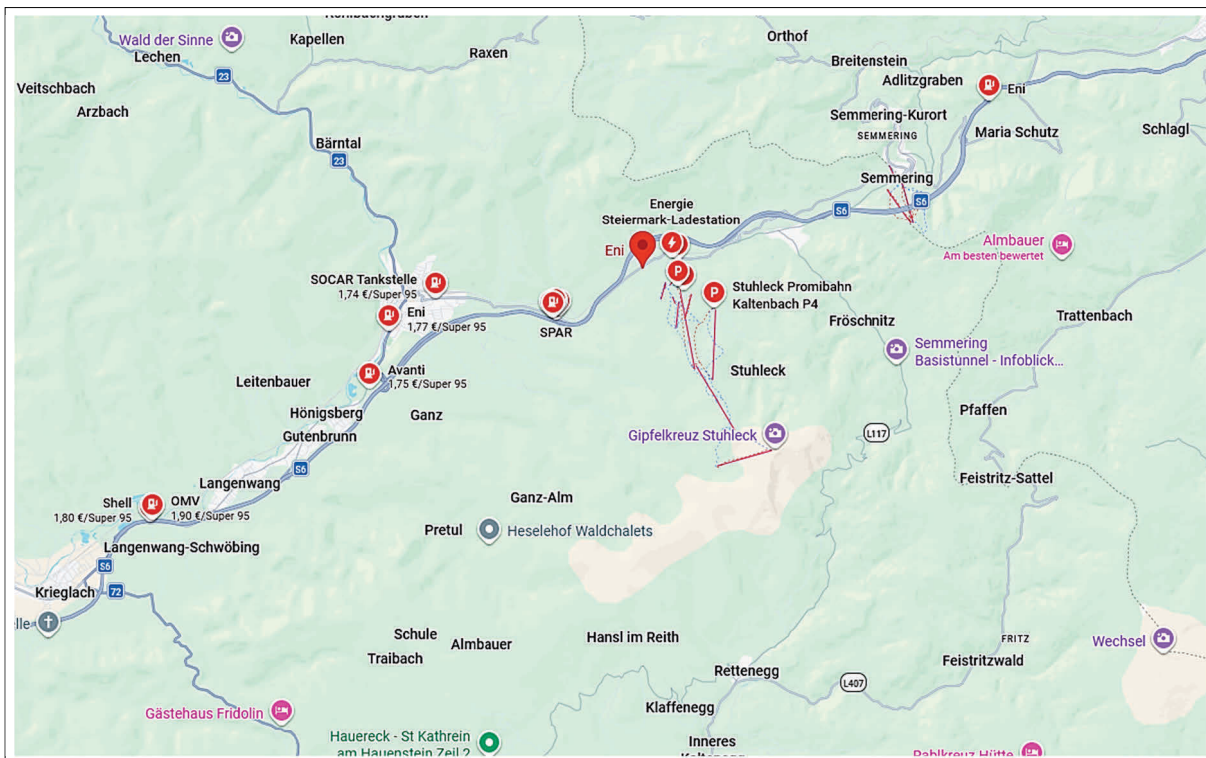 Kohlbachgraben
Wald der Sinne
Lechen
Kapellen
Raxen
Orthof
Breitenstein
Adlitzgraben
Eni
23
Veitschbach
Arzbach
Semmering-Kurort
SEMMERING
Maria Schutz
Schlagl
Bärntal
23
Semmering
S6
S6
Energie
Steiermark-Ladestation
Eni
Almbauer
Am besten bewertet
SOCAR Tankstelle
1,74 €/Super 95
P
P
Stuhleck Promibahn
Kaltenbach P4
Eni
1,77 €/Super 95
SPAR
Fröschnitz
Trattenbach
Semmering
Basistunnel - Infoblick...
Avanti
1,75 €/Super 95
Stuhleck
Leitenbauer
Hönigsberg
Ganz
Gutenbrunn
Pfaffen
Gipfelkreuz Stuhleck
L117
S6
Langenwang
Feistritz-Sattel
Shell
1,80 €/Super 95
OMV
1,90 €/Super 95
Ganz-Alm
Pretul
Heselehof Waldchalets
Langenwang-Schwöbing
S6
Krieglach
72
lle
Schule
Traibach
Almbauer
Hansl im Reith
FRITZ
Wechsel
Feistritzwald
Rettenegg
L407
Klaffenegg
Gästehaus Fridolin
Hauereck - St Kathrein
am Hauenstein Zeil 2
Inneres
Kaltenegg
Pablkreuz Hütte